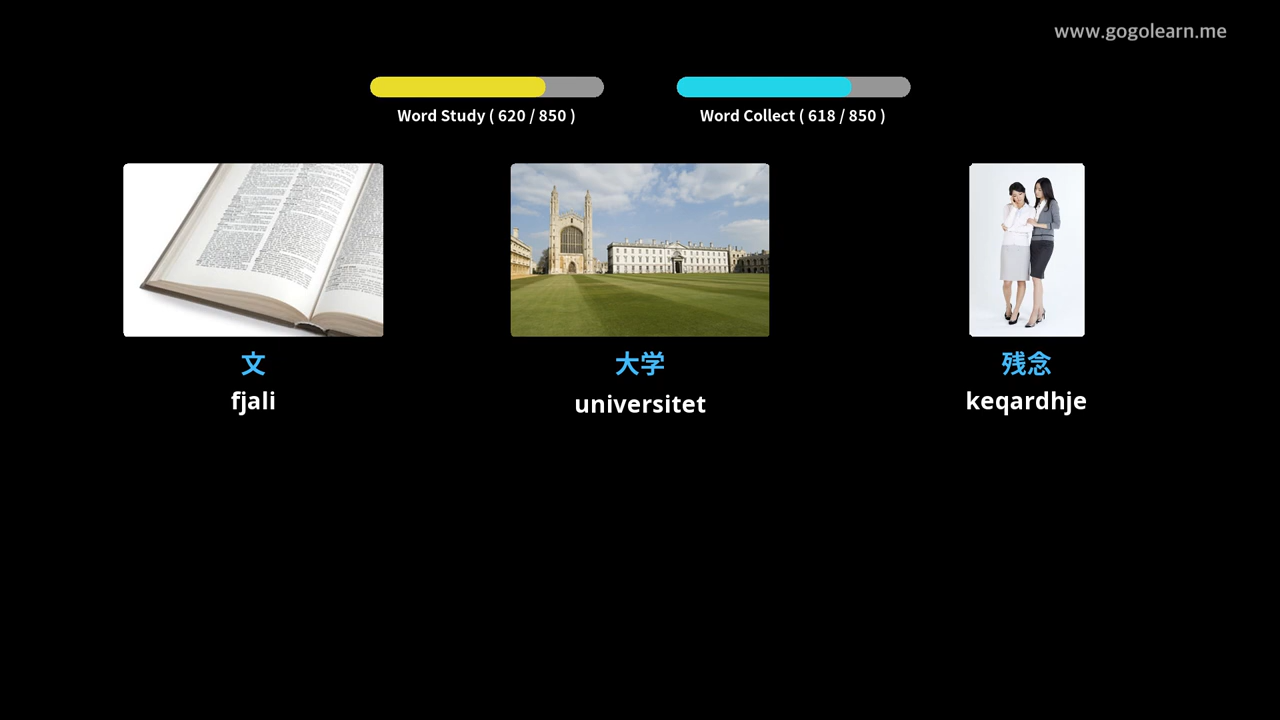 www.gogolearn.me
Word Study ( 620 / 850 )
Word Collect ( 618 / 850 )
文
fjali
大学
universitet
残念
keqardhje